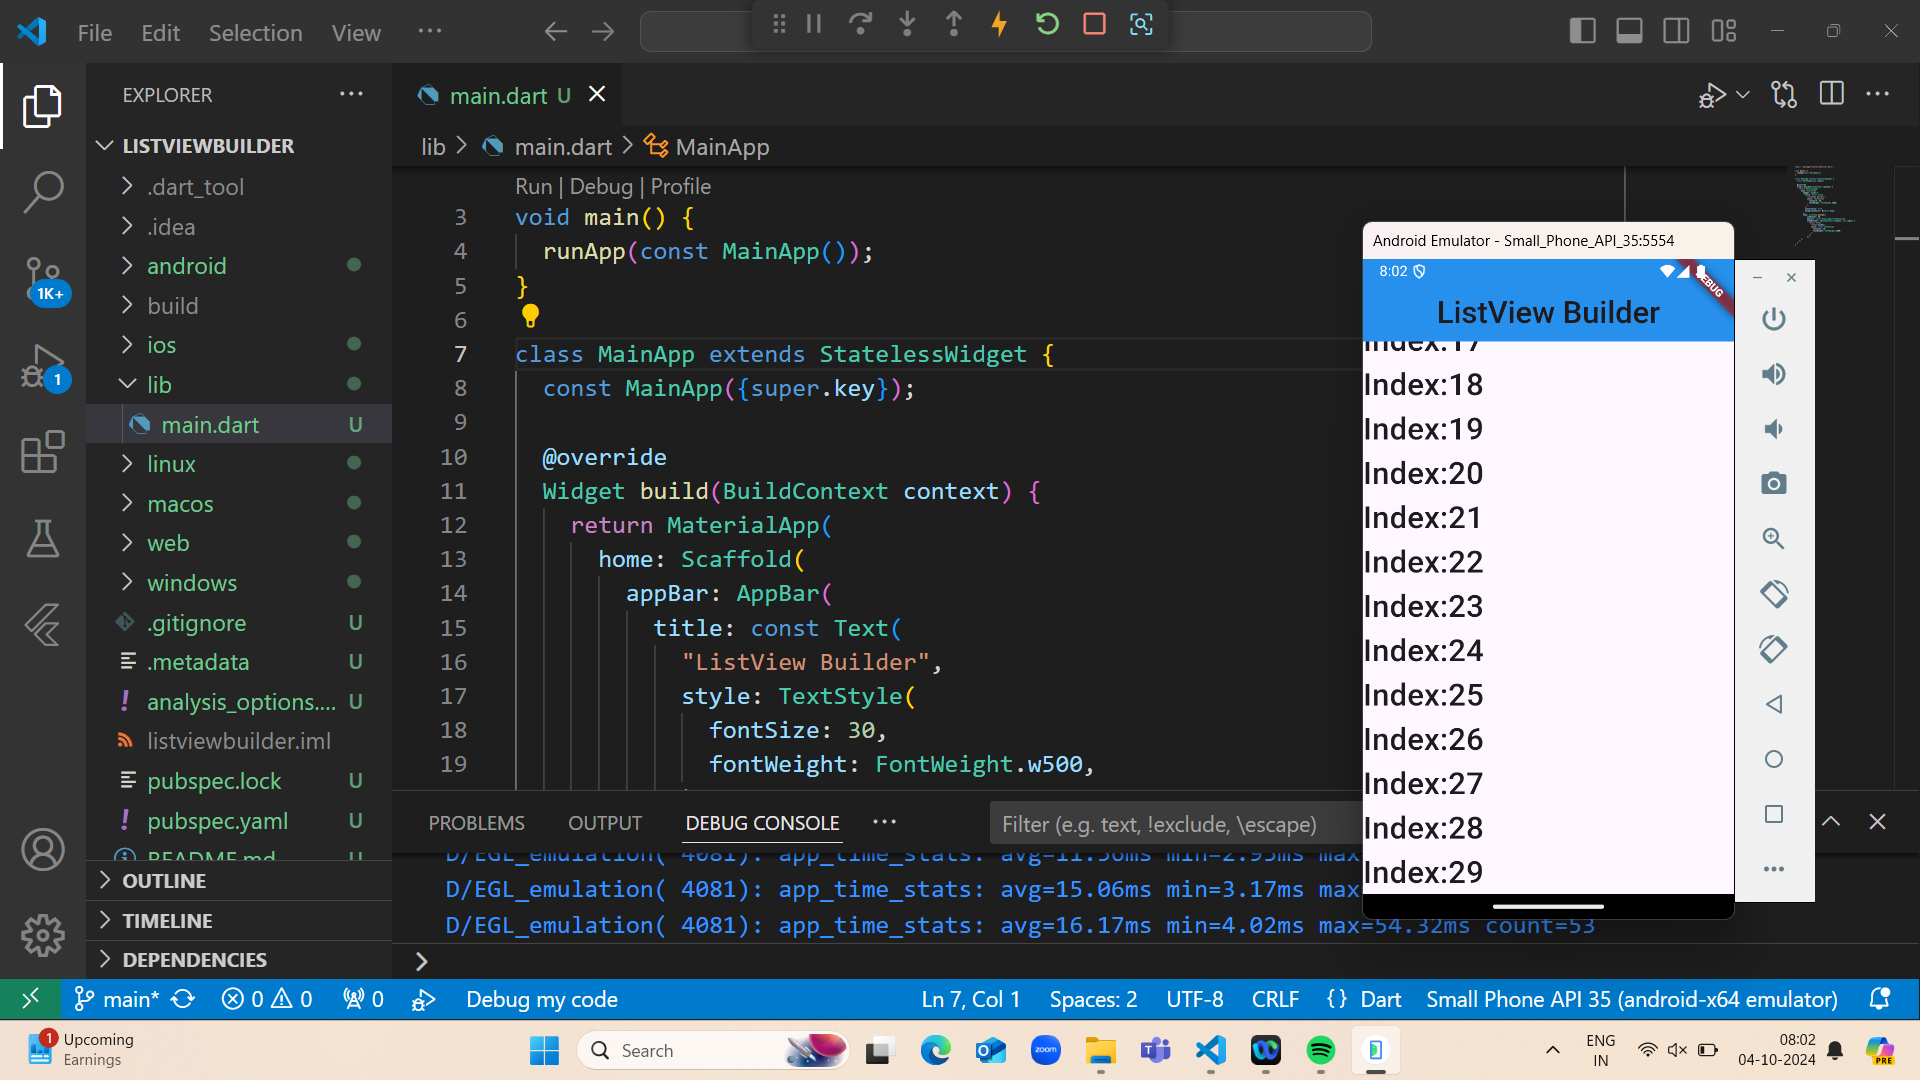 File Edit Selection View ···
EXPLORER ···
LISTVIEWBUILDER
.dart_tool
.idea
android
build
ios
lib
main.dart U
linux
macos
web
windows
.gitignore U
.metadata U
analysis_options.... U
listviewbuilder.iml
pubspec.lock U
! pubspec.yaml U
README.md U
OUTLINE
TIMELINE
DEPENDENCIES
1K+
1
main.dart U
lib > main.dart > MainApp
Run | Debug | Profile
3 void main() {
4 runApp(const MainApp());
5 }
6
7 class MainApp extends StatelessWidget {
8 const MainApp({super.key});
9
10 @override
11 Widget build(BuildContext context) {
12 return MaterialApp(
13 home: Scaffold(
14 appBar: AppBar(
15 title: const Text(
16 "ListView Builder",
17 style: TextStyle(
18 fontSize: 30,
19 fontWeight: FontWeight.w500,
PROBLEMS OUTPUT DEBUG CONSOLE ··· Filter (e.g. text, !exclude, \escape)
D/EGL_emulation( 4081): app_time_stats: avg=11.56ms min=2.95ms max=
D/EGL_emulation( 4081): app_time_stats: avg=15.06ms min=3.17ms max=
D/EGL_emulation( 4081): app_time_stats: avg=16.17ms min=4.02ms max=54.32ms count=53
Android Emulator - Small_Phone_API_35:5554
8:02
DEBUG
ListView Builder
Index:17
Index:18
Index:19
Index:20
Index:21
Index:22
Index:23
Index:24
Index:25
Index:26
Index:27
Index:28
Index:29
main* 0 0 0 Debug my code Ln 7, Col 1 Spaces: 2 UTF-8 CRLF {} Dart Small Phone API 35 (android-x64 emulator)
1 Upcoming
Earnings
Search
zoom
ENG
IN
08:02
04-10-2024
PRE